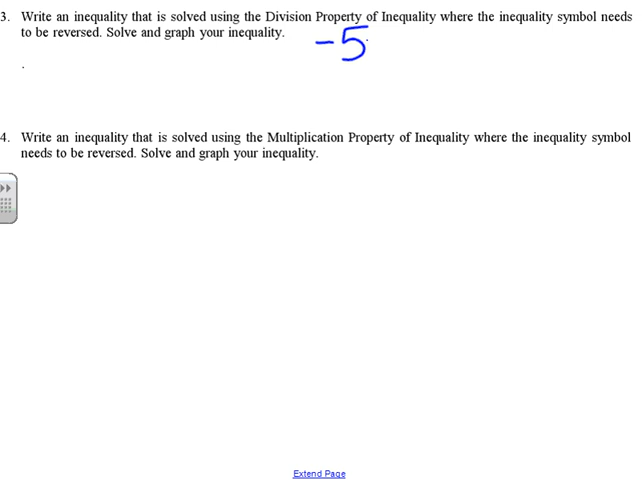 3. Write an inequality that is solved using the Division Property of Inequality where the inequality symbol needs
to be reversed. Solve and graph your inequality.
-5
4. Write an inequality that is solved using the Multiplication Property of Inequality where the inequality symbol
needs to be reversed. Solve and graph your inequality.
Extend Page